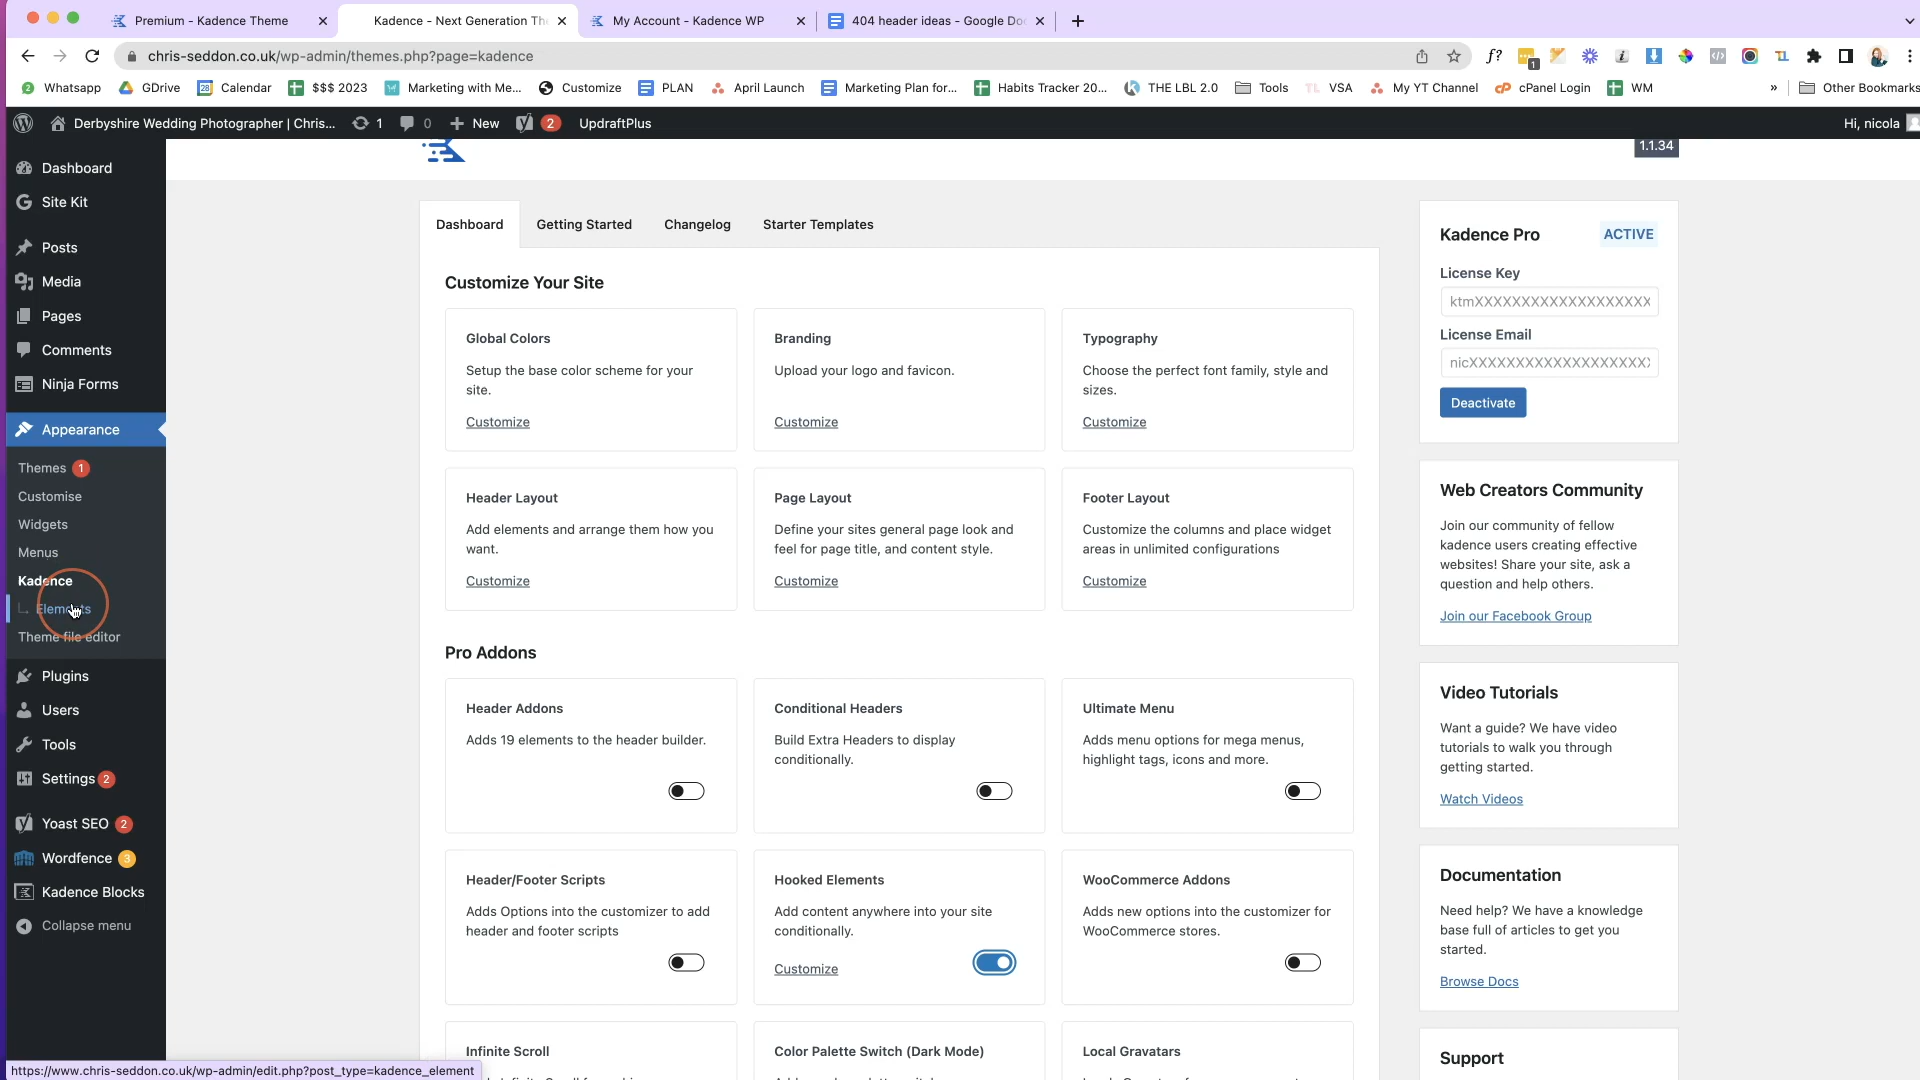 Premium - Kadence Theme
Kadence - Next Generation Th
My Account - Kadence WP
404 header ideas - Google Do
chris-seddon.co.uk/wp-admin/themes.php?page=kadence
f?
1
Whatsapp
GDrive
Calendar
$$$ 2023
Marketing with Me...
Customize
PLAN
April Launch
Marketing Plan for...
Habits Tracker 20...
THE LBL 2.0
Tools
TL VSA
My YT Channel
cPanel Login
WM
»
Other Bookmarks
Derbyshire Wedding Photographer | Chris...
1
0
New
2
UpdraftPlus
Hi, nicola
Dashboard
Site Kit
Posts
Media
Pages
Comments
Ninja Forms
Appearance
Themes 1
Customise
Widgets
Menus
Kadence
Elements
Theme file editor
Plugins
Users
Tools
Settings 2
Yoast SEO 2
Wordfence 3
Kadence Blocks
Collapse menu
1.1.34
Dashboard
Getting Started
Changelog
Starter Templates
Customize Your Site
Global Colors
Setup the base color scheme for your
site.
Customize
Branding
Upload your logo and favicon.
Customize
Typography
Choose the perfect font family, style and
sizes.
Customize
Header Layout
Add elements and arrange them how you
want.
Customize
Page Layout
Define your sites general page look and
feel for page title, and content style.
Customize
Footer Layout
Customize the columns and place widget
areas in unlimited configurations
Customize
Pro Addons
Header Addons
Adds 19 elements to the header builder.
Conditional Headers
Build Extra Headers to display
conditionally.
Ultimate Menu
Adds menu options for mega menus,
highlight tags, icons and more.
Header/Footer Scripts
Adds Options into the customizer to add
header and footer scripts
Hooked Elements
Add content anywhere into your site
conditionally.
Customize
WooCommerce Addons
Adds new options into the customizer for
WooCommerce stores.
Infinite Scroll
Color Palette Switch (Dark Mode)
Local Gravatars
Kadence Pro
ACTIVE
License Key
ktmXXXXXXXXXXXXXXXXXXX
License Email
nicXXXXXXXXXXXXXXXXXXX
Deactivate
Web Creators Community
Join our community of fellow
kadence users creating effective
websites! Share your site, ask a
question and help others.
Join our Facebook Group
Video Tutorials
Want a guide? We have video
tutorials to walk you through
getting started.
Watch Videos
Documentation
Need help? We have a knowledge
base full of articles to get you
started.
Browse Docs
Support
https://www.chris-seddon.co.uk/wp-admin/edit.php?post_type=kadence_element